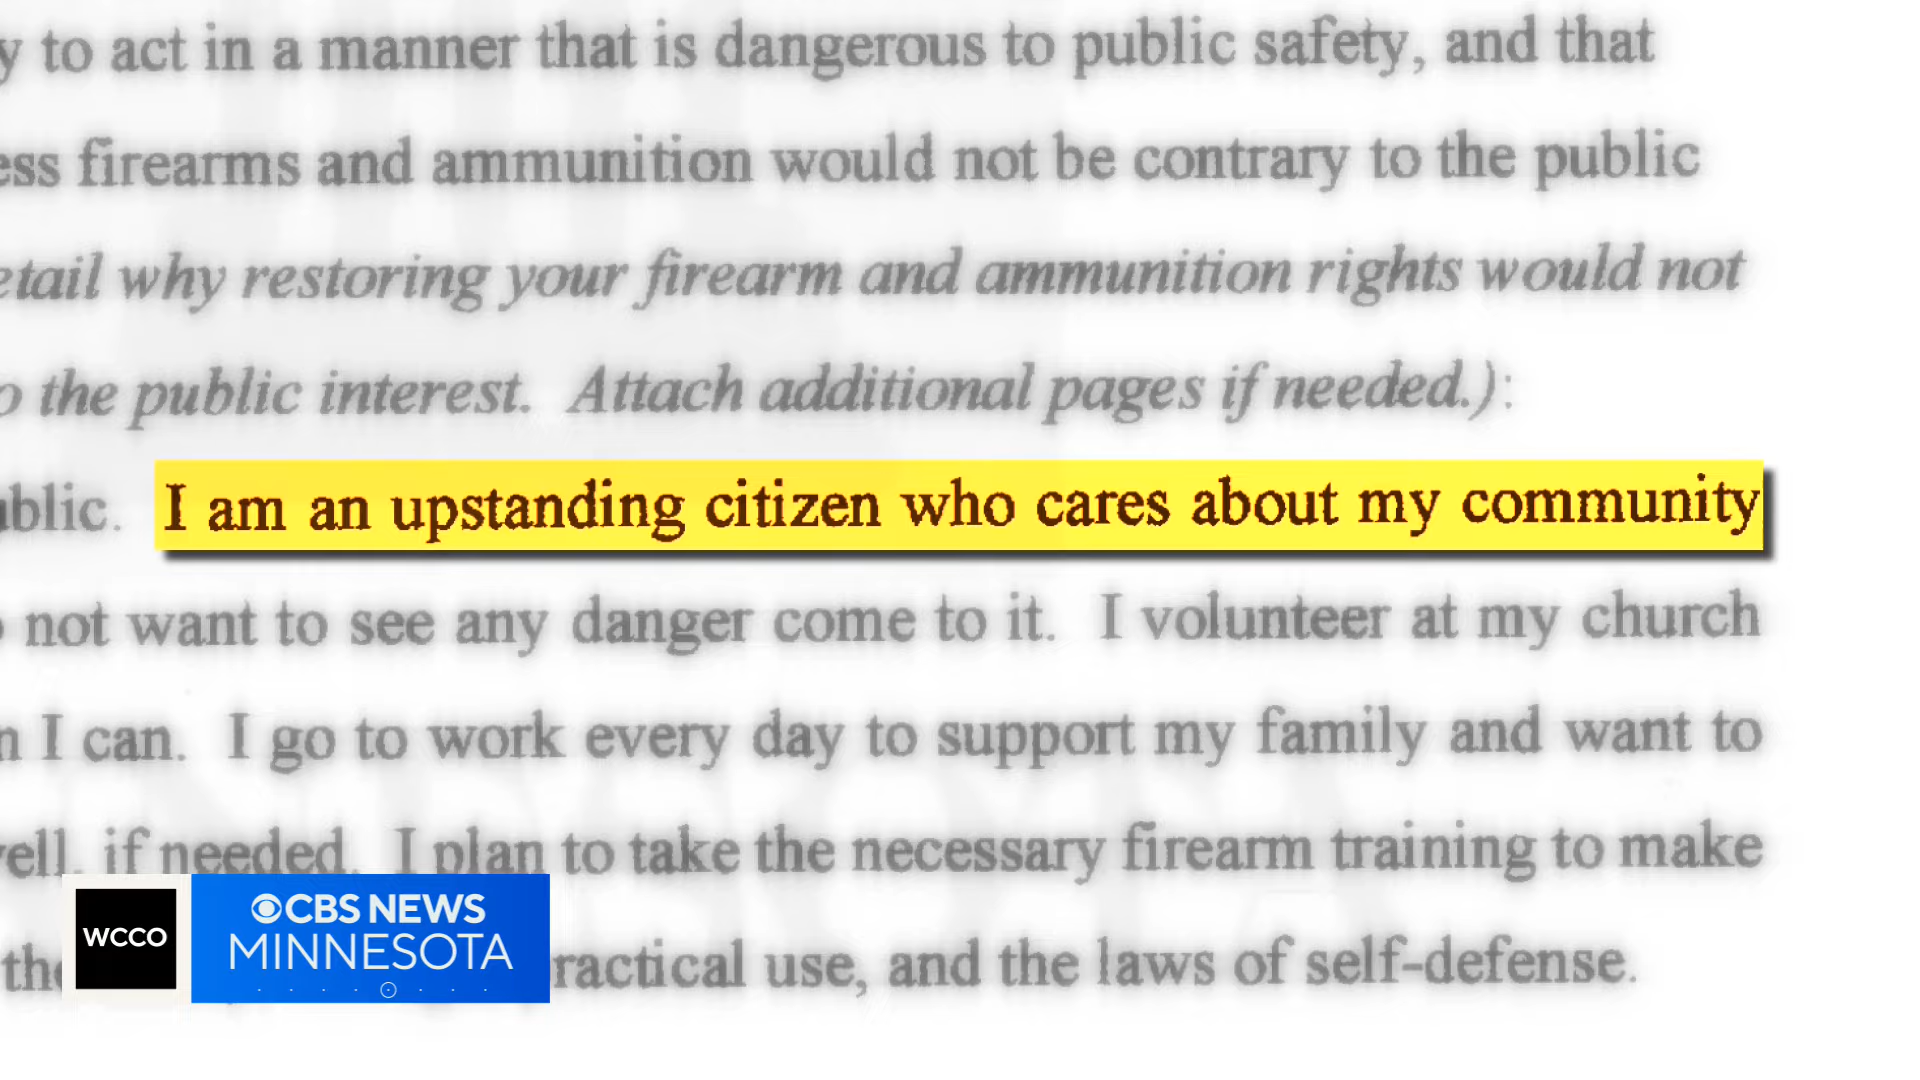 to act in a manner that is dangerous to public safety, and that
firearms and ammunition would not be contrary to the public
why restoring your firearm and ammunition rights would not
the public interest. Attach additional pages if needed.):
I am an upstanding citizen who cares about my community
not want to see any danger come to it. I volunteer at my church
I can. I go to work every day to support my family and want to
if needed. I plan to take the necessary firearm training to make
use, and the laws of self-defense.
WCCO
CBS NEWS
MINNESOTA